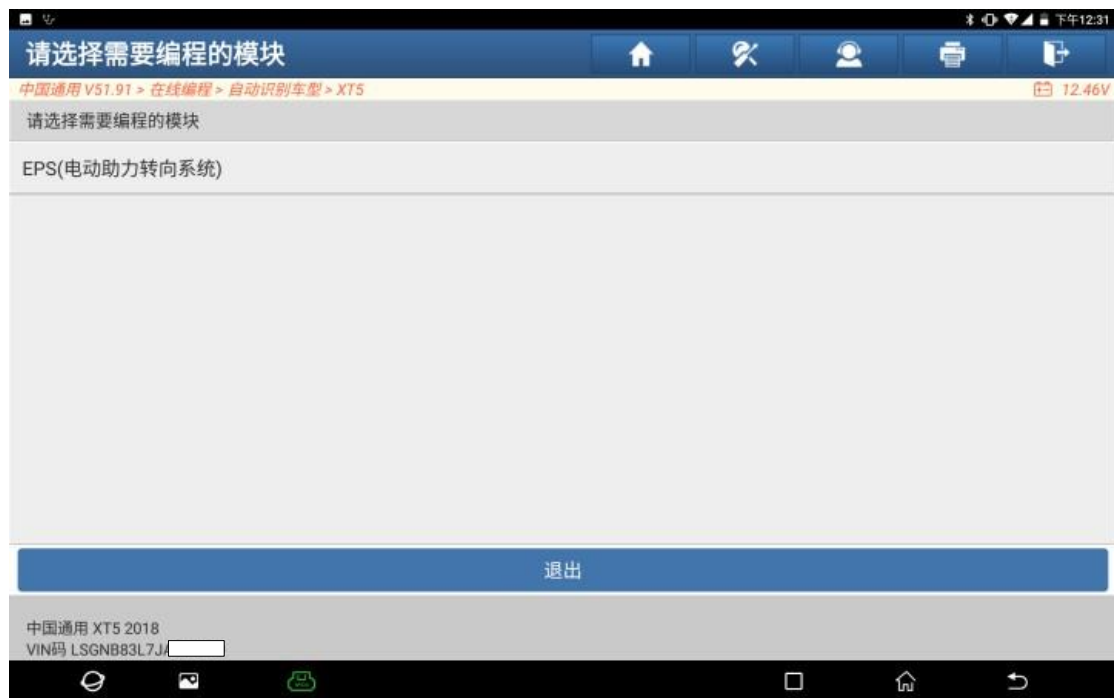 下午12:31
请选择需要编程的模块
中国通用 V51.91 > 在线编程 > 自动识别车型 > XT5
12.46V
请选择需要编程的模块
EPS(电动助力转向系统)
退出
中国通用 XT5 2018
VIN码 LSGNB83L7JA